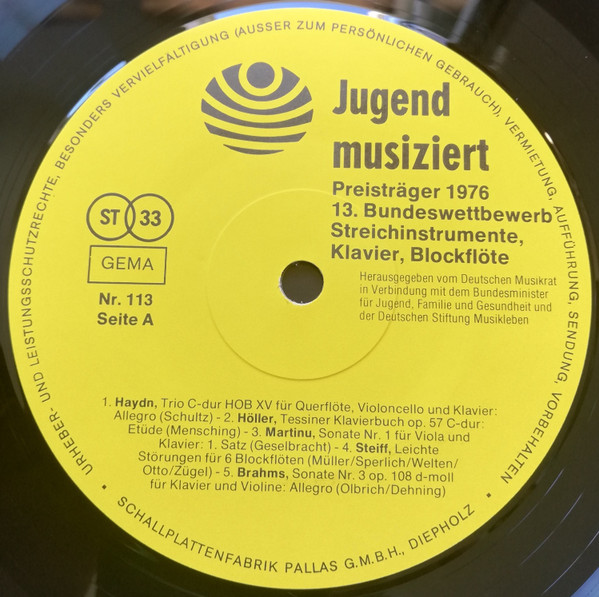 Jugend
musiziert
Preisträger 1976
13. Bundeswettbewerb
Streichinstrumente,
Klavier, Blockflöte
Herausgegeben vom Deutschen Musikrat
in Verbindung mit dem Bundesminister
für Jugend, Familie und Gesundheit und
der Deutschen Stiftung Musikleben
ST 33
GEMA
Nr. 113
Seite A
1. Haydn, Trio C-dur HOB XV für Querflöte, Violoncello und Klavier:
Allegro (Schultz) - 2. Höller, Tessiner Klavierbuch op. 57 C-dur:
Etüde (Mensching) - 3. Martinu, Sonate Nr. 1 für Viola und
Klavier: 1. Satz (Geselbracht) - 4. Steiff, Leichte
Störungen für 6 Blockflöten (Müller/Sperlich/Welten/
Otto/Zügel) - 5. Brahms, Sonate Nr. 3 op. 108 d-moll
für Klavier und Violine: Allegro (Olbrich/Dehning)
URHEBER- UND LEISTUNGSSCHUTZRECHTE, BESONDERS VERVIELFÄLTIGUNG (AUSSER ZUM PERSÖNLICHEN GEBRAUCH), VERMIETUNG, AUFFÜHRUNG, SENDUNG, VORBEHALTEN
SCHALLPLATTENFABRIK PALLAS G.M.B.H., DIEPHOLZ